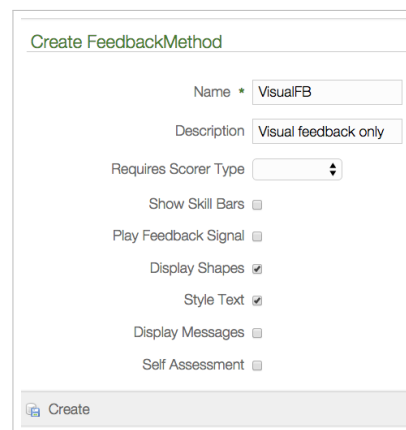 Create FeedbackMethod
Name * VisualFB
Description Visual feedback only
Requires Scorer Type
Show Skill Bars
Play Feedback Signal
Display Shapes
Style Text
Display Messages
Self Assessment
Create